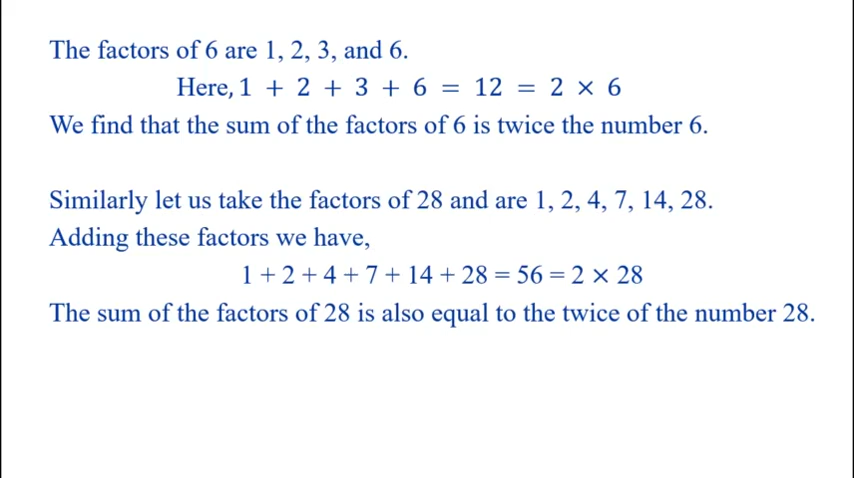 The factors of 6 are 1, 2, 3, and 6.
Here, 1 + 2 + 3 + 6 = 12 = 2 × 6
We find that the sum of the factors of 6 is twice the number 6.
Similarly let us take the factors of 28 and are 1, 2, 4, 7, 14, 28.
Adding these factors we have,
1 + 2 + 4 + 7 + 14 + 28 = 56 = 2 × 28
The sum of the factors of 28 is also equal to the twice of the number 28.